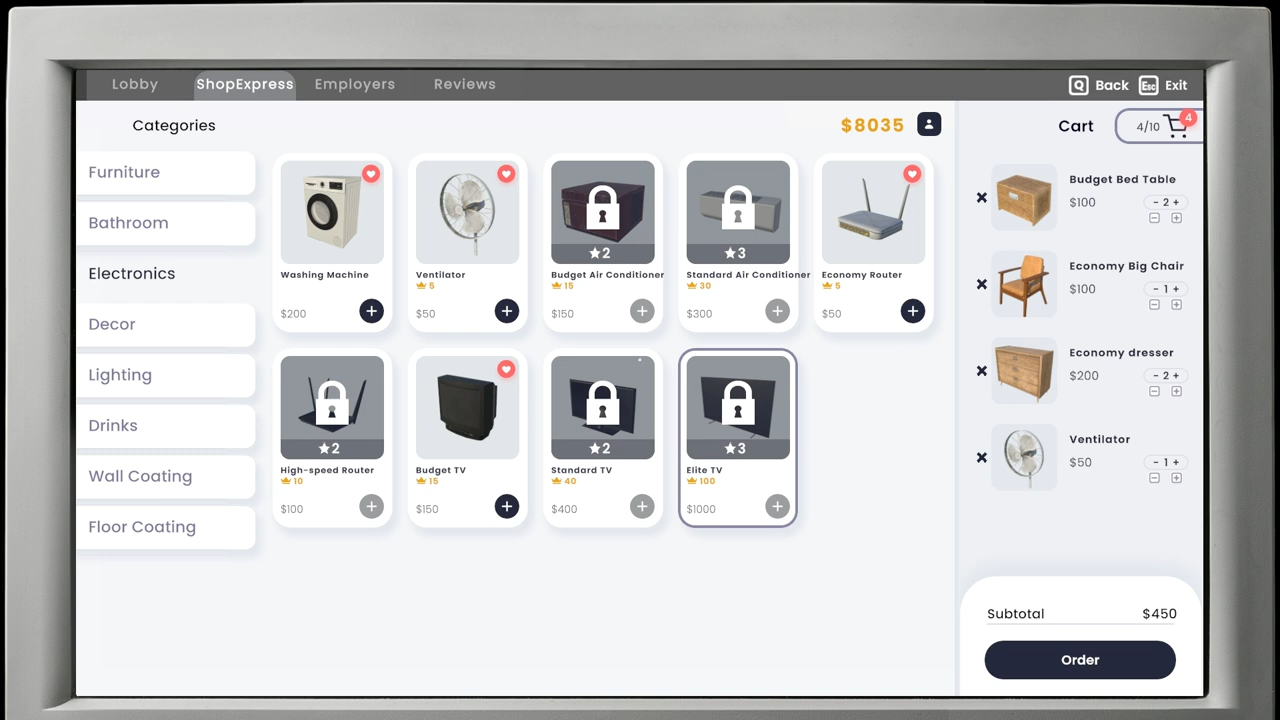 Lobby
ShopExpress
Employers
Reviews
Q Back
Esc Exit
Categories
$8035
Furniture
Bathroom
Electronics
Decor
Lighting
Drinks
Wall Coating
Floor Coating
Washing Machine
$200
+
Ventilator
5
$50
+
2
Budget Air Conditioner
15
$150
+
3
Standard Air Conditioner
30
$300
+
Economy Router
5
$50
+
2
High-speed Router
10
$100
+
Budget TV
15
$150
+
2
Standard TV
40
$400
+
3
Elite TV
100
$1000
+
Cart
4/10
4
Budget Bed Table
$100
- 2 +
Economy Big Chair
$100
- 1 +
Economy dresser
$200
- 2 +
Ventilator
$50
- 1 +
Subtotal
$450
Order